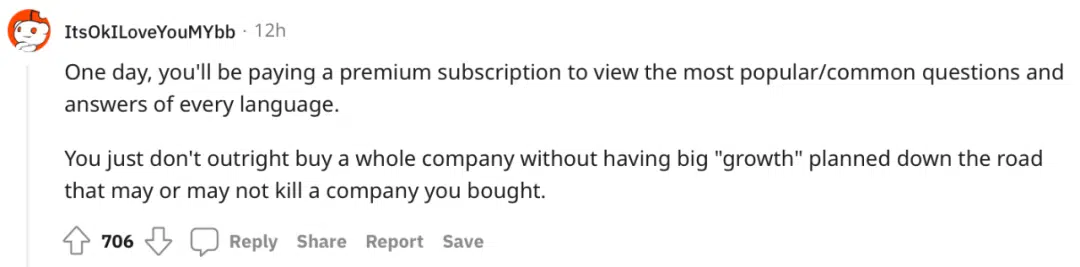 ItsOkILoveYouMYbb · 12h
One day, you'll be paying a premium subscription to view the most popular/common questions and
answers of every language.
You just don't outright buy a whole company without having big "growth" planned down the road
that may or may not kill a company you bought.
706 Reply Share Report Save